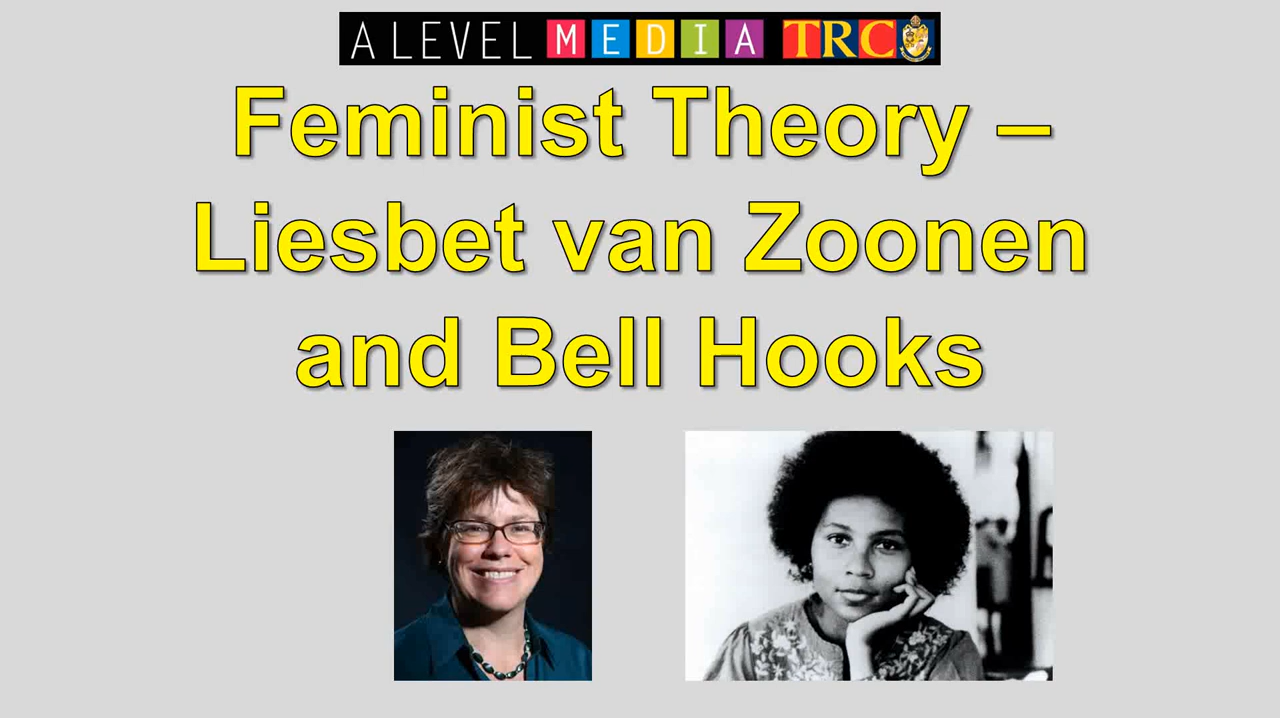 A LEVEL MEDIA TRC
Feminist Theory –
Liesbet van Zoonen
and Bell Hooks